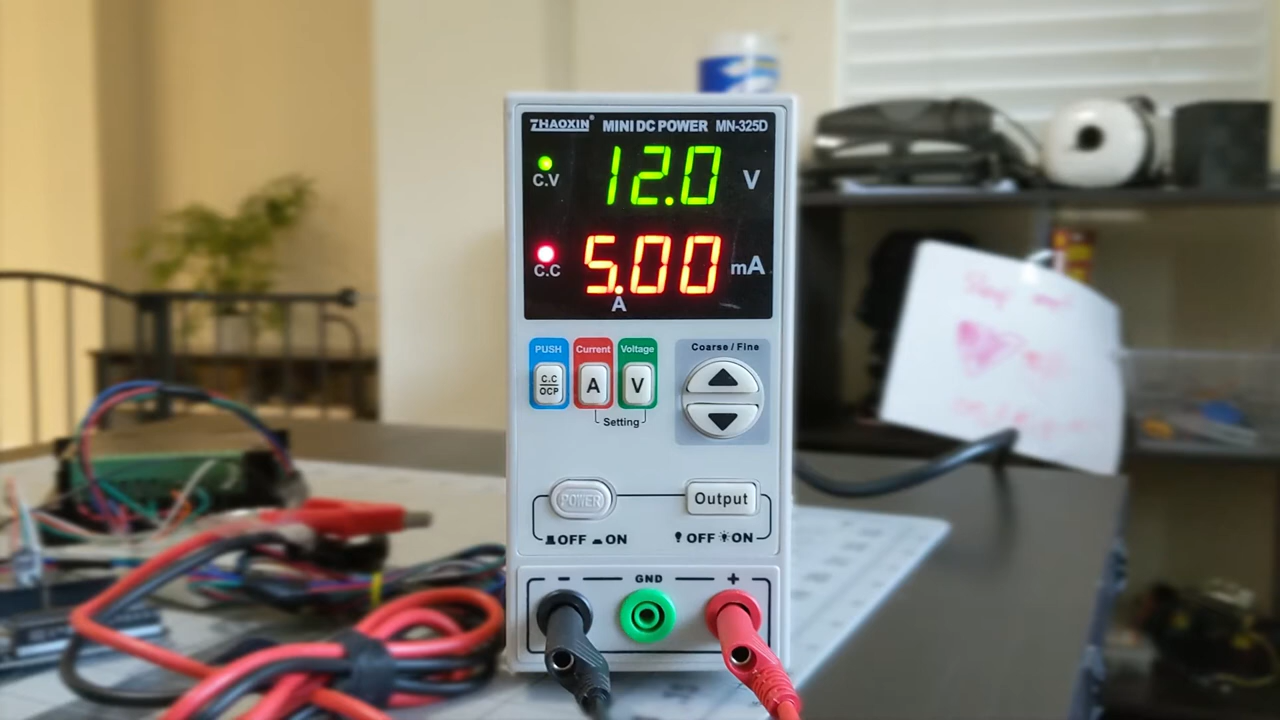 ZHAOXIN® MINI DC POWER MN-325D
C.V 12.0 V
C.C 5.00 mA
A
PUSH Current Voltage Coarse / Fine
C.C
OCP A V
Setting
POWER Output
OFF ON OFF ON
- GND +